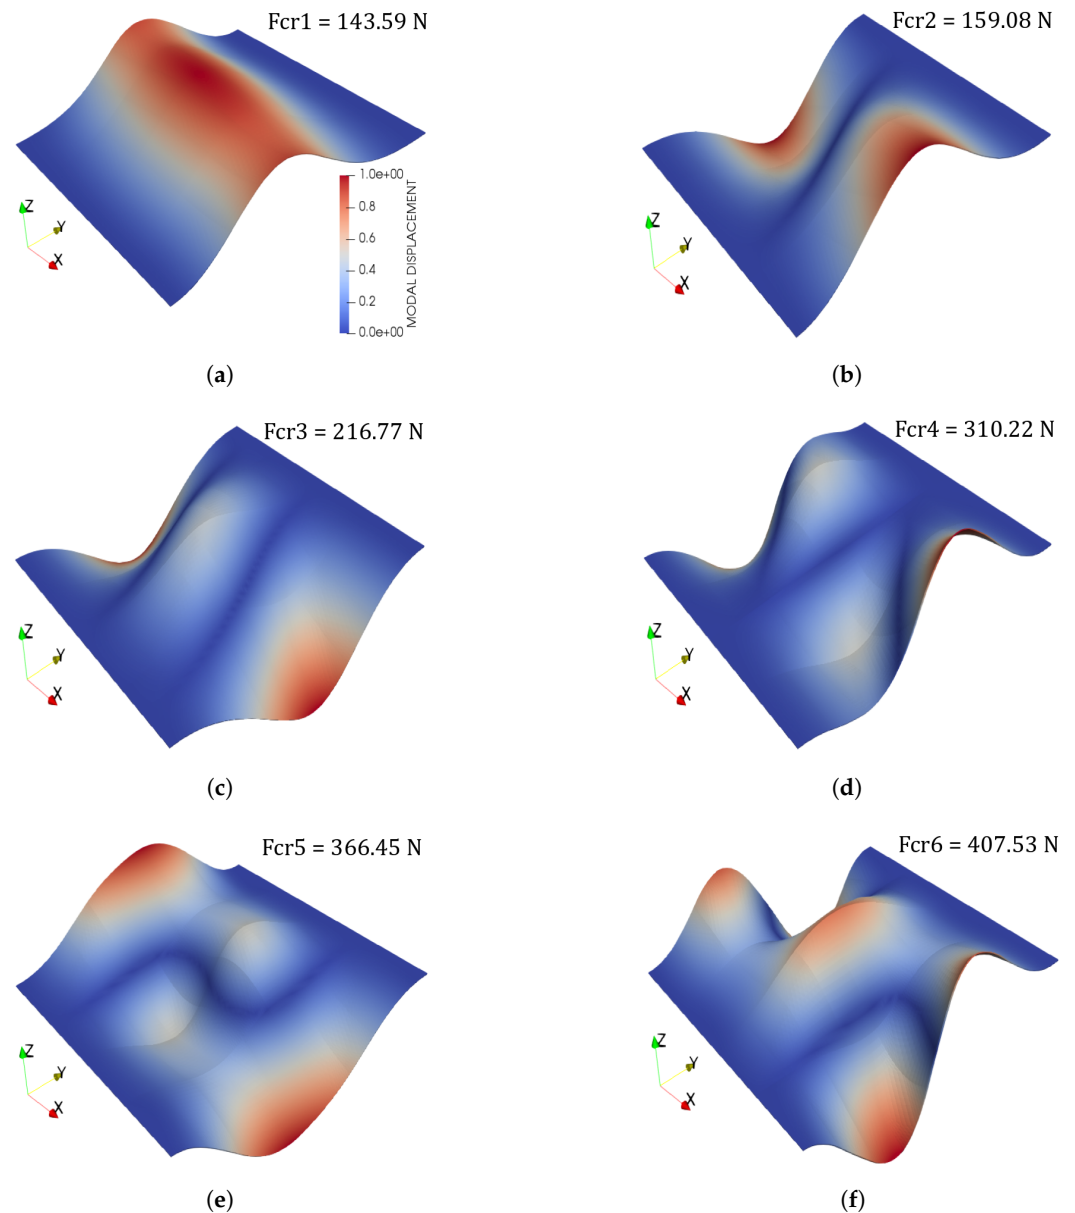 Fcr1 = 143.59 N
Fcr2 = 159.08 N
Z
Y
X
1.0e+00
0.8
0.6
0.4
0.2
0.0e+00
MODAL DISPLACEMENT
Z
Y
X
(a)
(b)
Fcr3 = 216.77 N
Fcr4 = 310.22 N
Z
Y
X
Z
Y
X
(c)
(d)
Fcr5 = 366.45 N
Fcr6 = 407.53 N
Z
Y
X
Z
Y
X
(e)
(f)